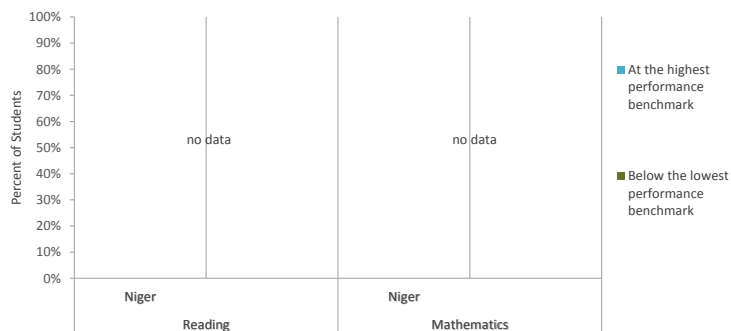 100%
90%
80%
70%
60%
50%
40%
30%
20%
10%
0%
Percent of Students
no data
no data
Niger
Niger
Reading
Mathematics
At the highest
performance
benchmark
Below the lowest
performance
benchmark